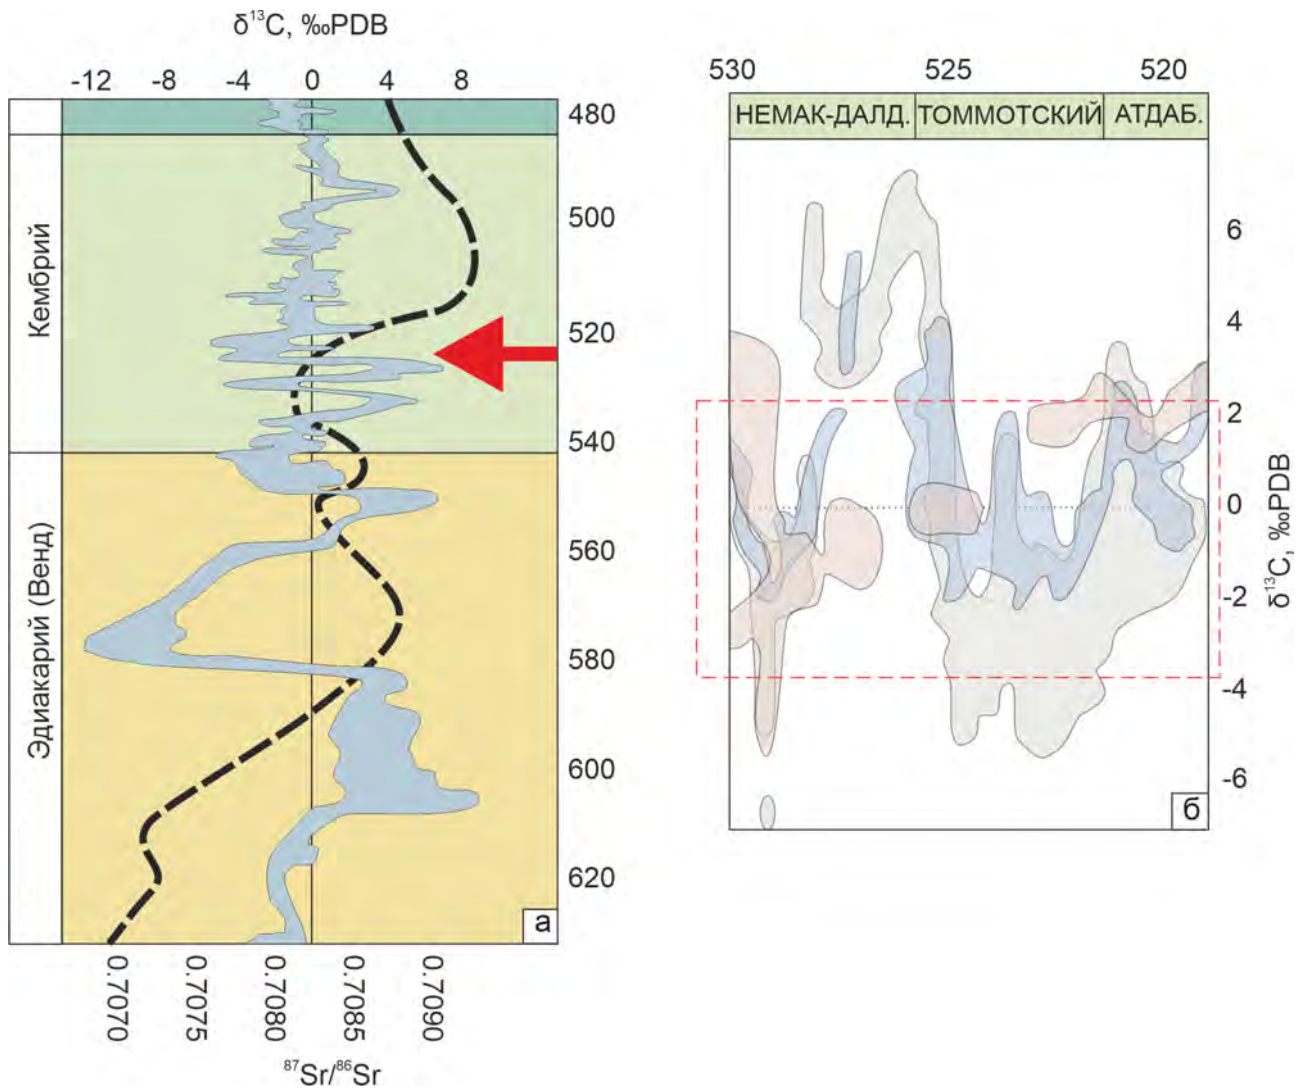 δ¹³C, ‰PDB
-12 -8 -4 0 4 8
480
500
520
540
560
580
600
620
Кембрий
Эдиакарий (Венд)
а
0.7070 0.7075 0.7080 0.7085 0.7090
⁸⁷Sr/⁸⁶Sr
530 525 520
НЕМАК-ДАЛД. ТОММОТСКИЙ АТДАБ.
6
4
2
0
-2
-4
-6
δ¹³C, ‰PDB
б